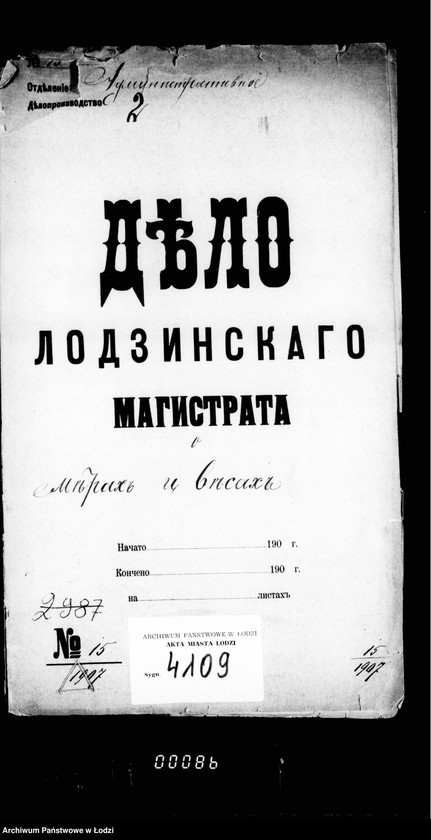 Отдѣленіе Административное
Дѣлопроизводство 2
ДѢЛО
ЛОДЗИНСКАГО
МАГИСТРАТА
о
мѣрахъ и вѣсахъ
Начато 190 г.
Кончено 190 г.
на листахъ
2987
№ 15
1907
ARCHIWUM PAŃSTWOWE W ŁODZI
AKTA MIASTA ŁODZI
Sygn. 4109
15
1907
00086
Archiwum Państwowe w Łodzi